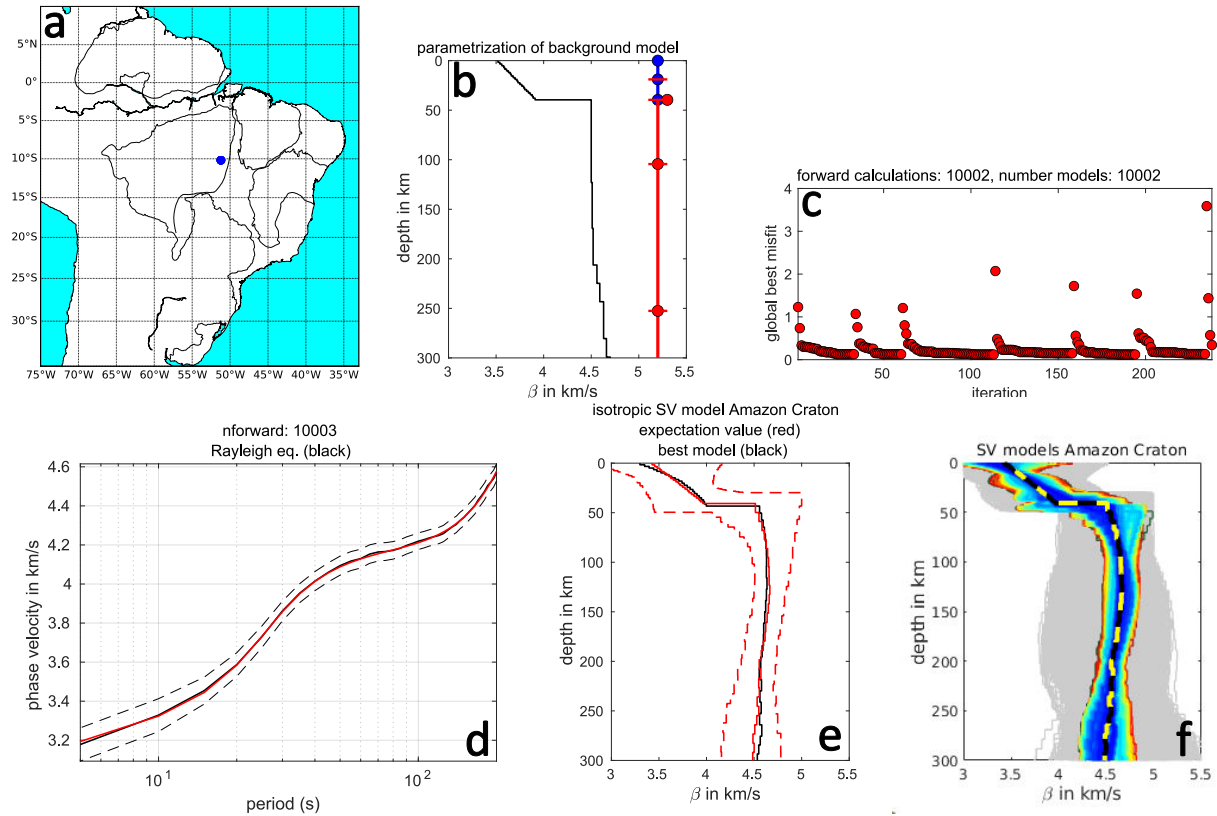 a
5°N
0°
5°S
10°S
15°S
20°S
25°S
30°S
75°W 70°W 65°W 60°W 55°W 50°W 45°W 40°W 35°W
parametrization of background model
b
depth in km
0
50
100
150
200
250
300
3 3.5 4 4.5 5 5.5
β in km/s
forward calculations: 10002, number models: 10002
c
global best misfit
4
3
2
1
0
50 100 150 200
iteration
nforward: 10003
Rayleigh eq. (black)
phase velocity in km/s
4.6
4.4
4.2
4
3.8
3.6
3.4
3.2
d
10¹ 10²
period (s)
isotropic SV model Amazon Craton
expectation value (red)
best model (black)
depth in km
0
50
100
150
200
250
300
e
3 3.5 4 4.5 5 5.5
β in km/s
SV models Amazon Craton
depth in km
0
50
100
150
200
250
300
f
3 3.5 4 4.5 5 5.5
β in km/s